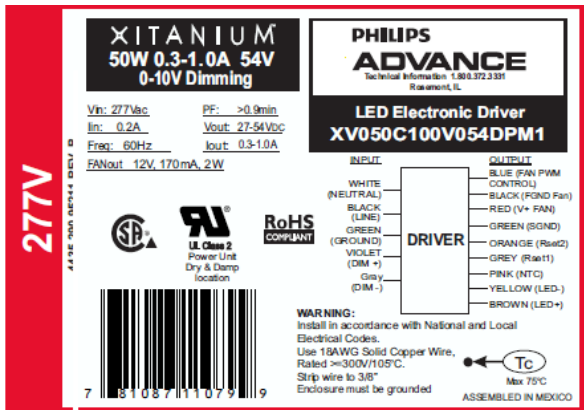 277V
XITANIUM
50W 0.3-1.0A 54V
0-10V Dimming
Vin: 277Vac PF: >0.9min
Iin: 0.2A Vout: 27-54VDC
Freq: 60Hz Iout: 0.3-1.0A
FANout 12V, 170mA, 2W
SA
UL Class 2
Power Unit
Dry & Damp
location
RoHS
COMPLIANT
7 81087 11079 9
PHILIPS
ADVANCE
Technical Information 1.800.372.3331
Rosemont, IL
LED Electronic Driver
XV050C100V054DPM1
INPUT
WHITE
(NEUTRAL)
BLACK
(LINE)
GREEN
(GROUND)
VIOLET
(DIM +)
Gray
(DIM -)
DRIVER
OUTPUT
BLUE (FAN PWM
CONTROL)
BLACK (FGND Fan)
RED (V+ FAN)
GREEN (SGND)
ORANGE (Rset2)
GREY (Rset1)
PINK (NTC)
YELLOW (LED-)
BROWN (LED+)
WARNING:
Install in accordance with National and Local
Electrical Codes.
Use 18AWG Solid Copper Wire,
Rated >=300V/105°C.
Strip wire to 3/8"
Enclosure must be grounded
Tc
Max 75°C
ASSEMBLED IN MEXICO